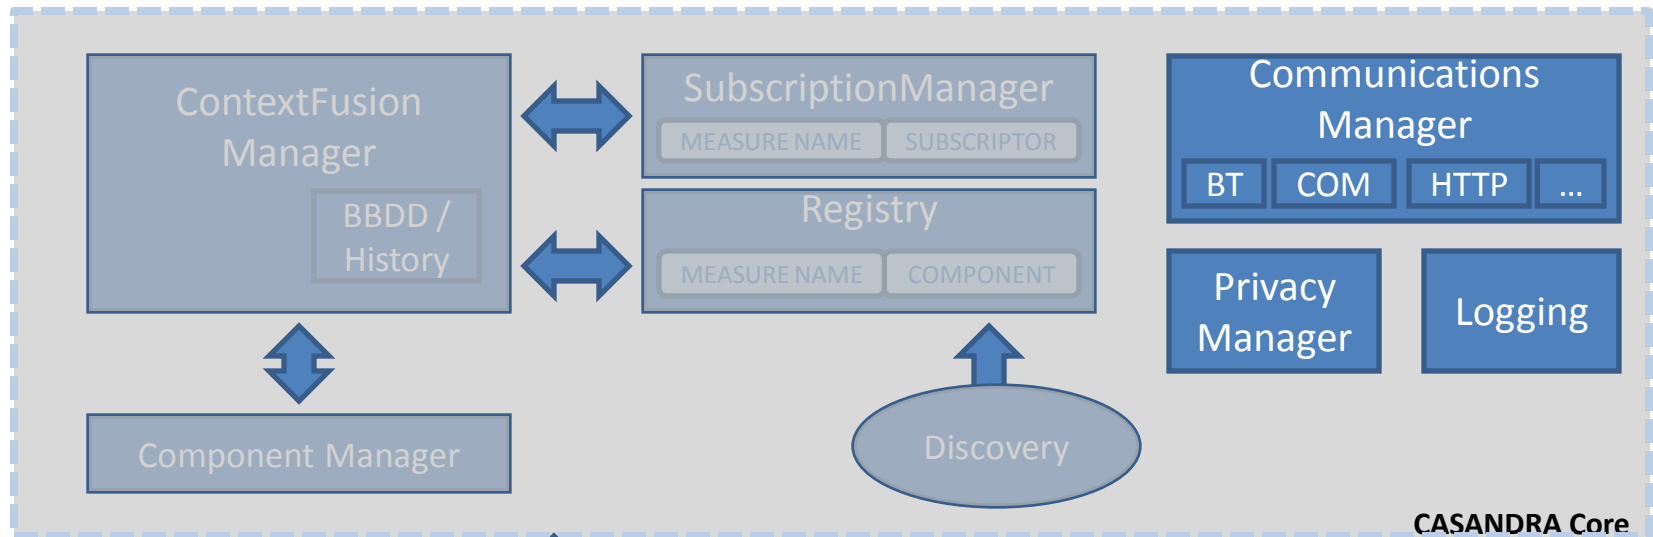 ContextFusion
Manager
BBDD /
History
SubscriptionManager
MEASURE NAME SUBSCRIPTOR
Registry
MEASURE NAME COMPONENT
Communications
Manager
BT COM HTTP ...
Privacy
Manager
Logging
Component Manager
Discovery
CASANDRA Core